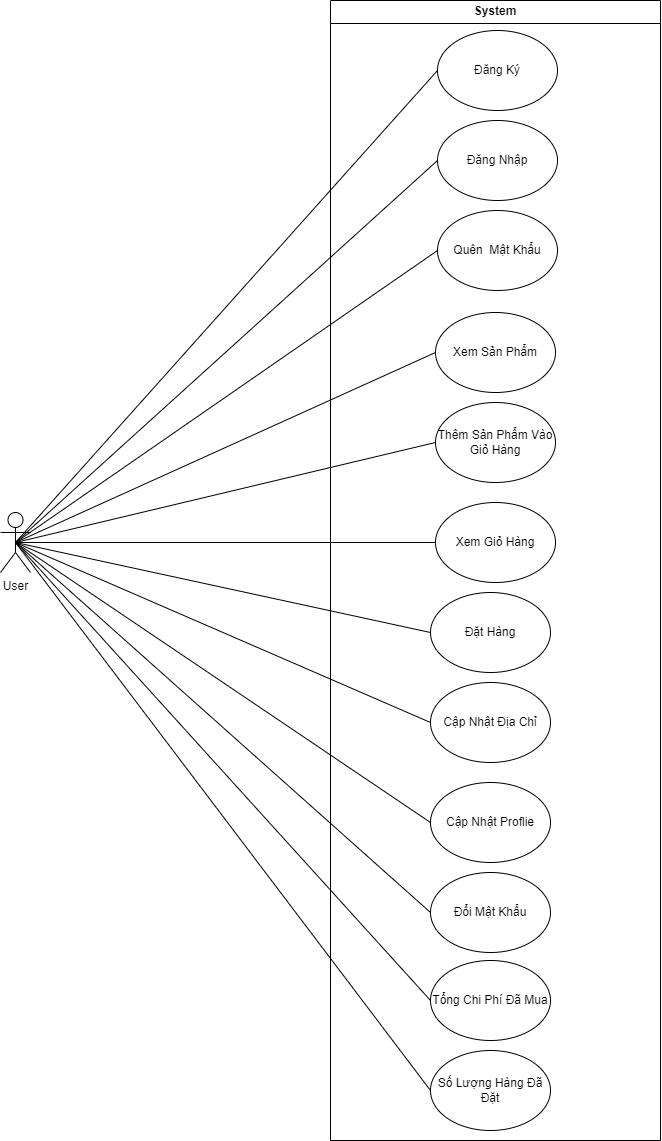 System
Đăng Ký
Đăng Nhập
Quên  Mật Khẩu
Xem Sản Phẩm
Thêm Sản Phẩm Vào
Giỏ Hàng
User
Xem Giỏ Hàng
Đặt Hàng
Cập Nhật Địa Chỉ
Cập Nhật Proflie
Đổi Mật Khẩu
Tổng Chi Phí Đã Mua
Số Lượng Hàng Đã
Đặt